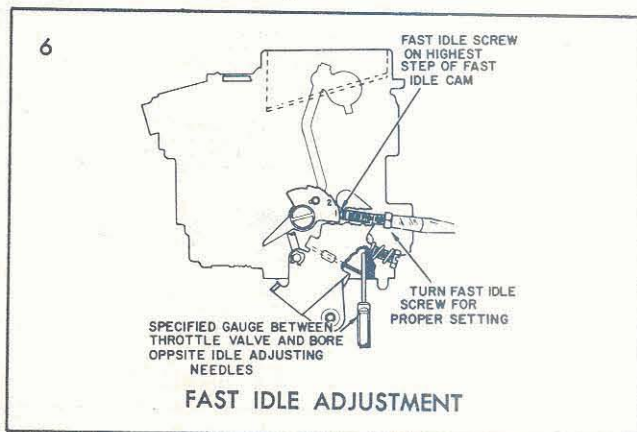 6
FAST IDLE SCREW
ON HIGHEST
STEP OF FAST
IDLE CAM
2
TURN FAST IDLE
SCREW FOR
PROPER SETTING
SPECIFIED GAUGE BETWEEN
THROTTLE VALVE AND BORE
OPPSITE IDLE ADJUSTING
NEEDLES
FAST IDLE ADJUSTMENT